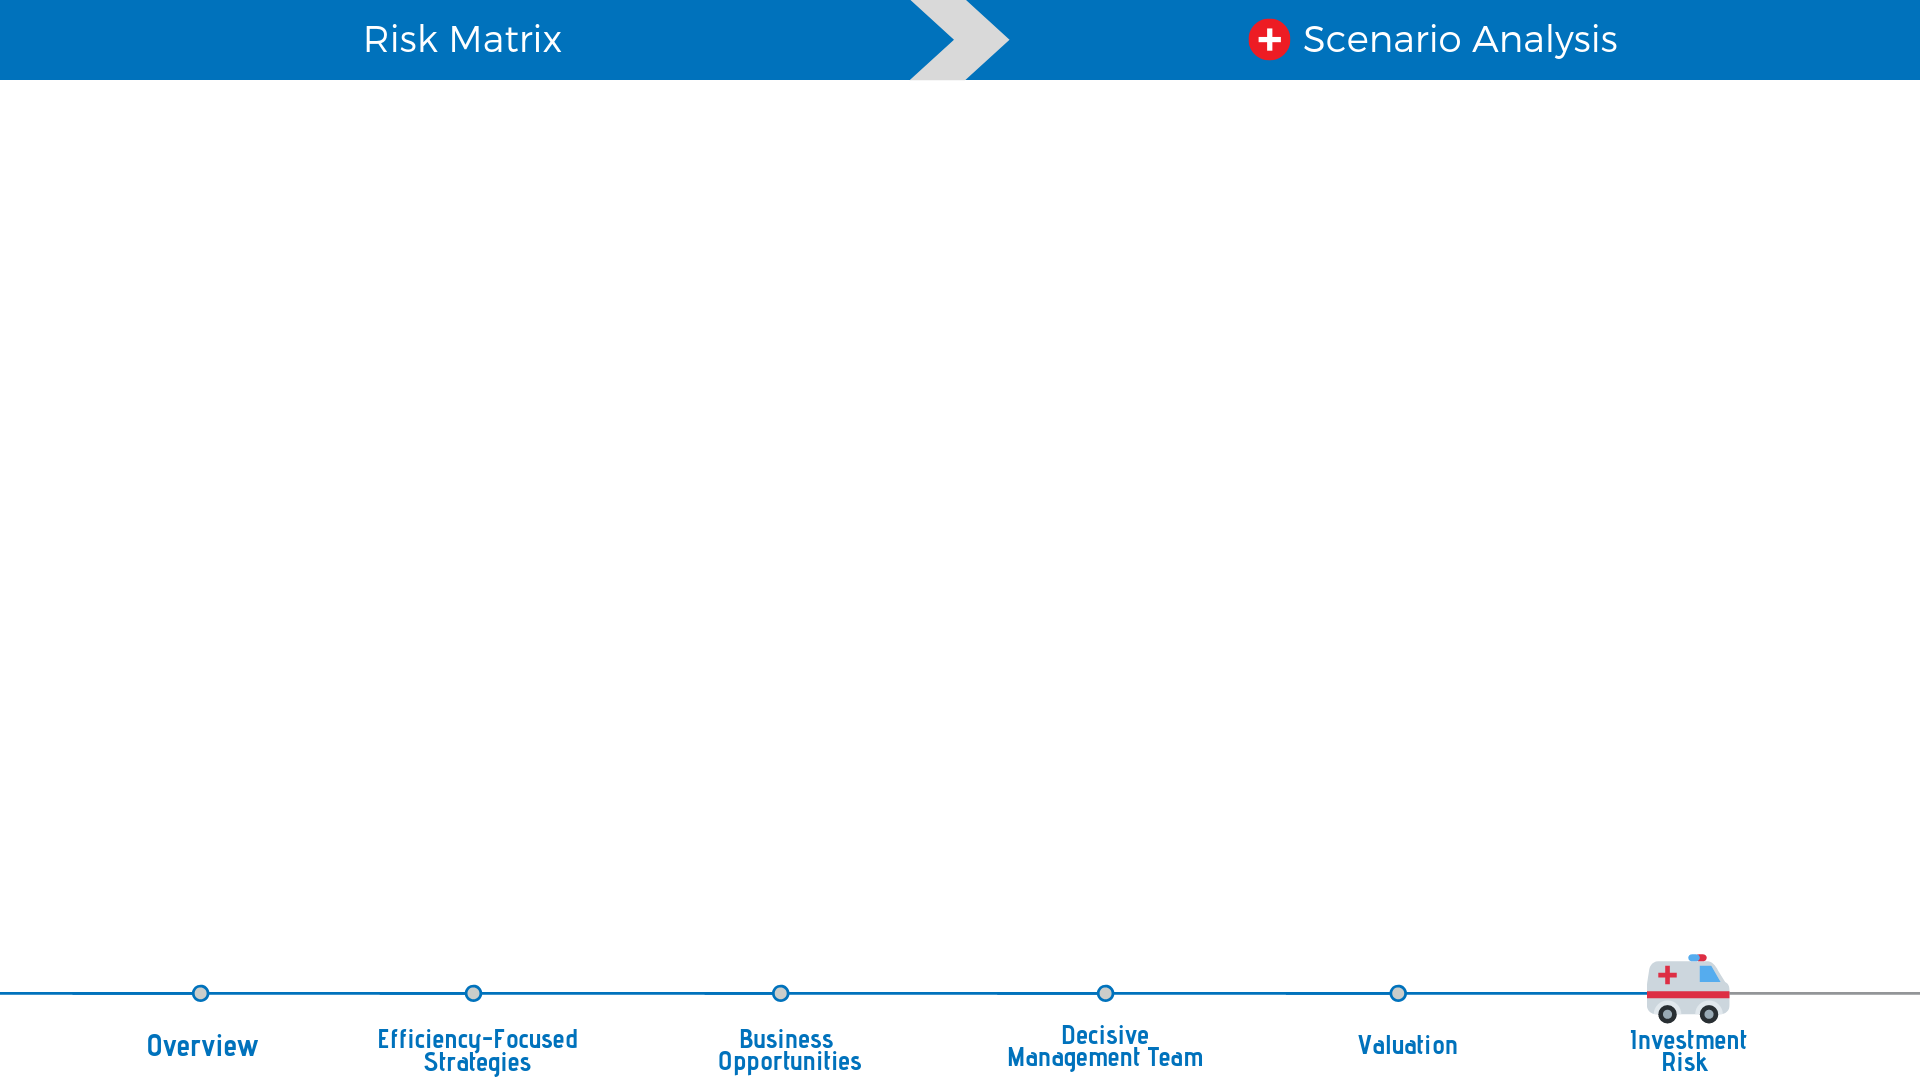 Risk Matrix
Scenario Analysis
Overview
Efficiency-Focused
Strategies
Business
Opportunities
Decisive
Management Team
Valuation
Investment
Risk